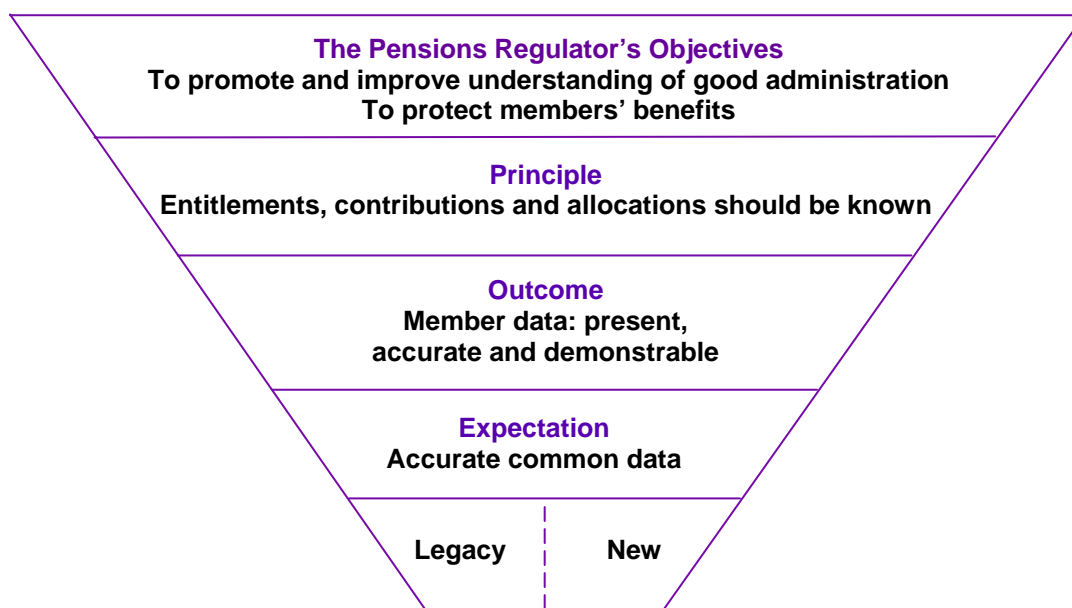 The Pensions Regulator’s Objectives
To promote and improve understanding of good administration
To protect members’ benefits
Principle
Entitlements, contributions and allocations should be known
Outcome
Member data: present,
accurate and demonstrable
Expectation
Accurate common data
Legacy New